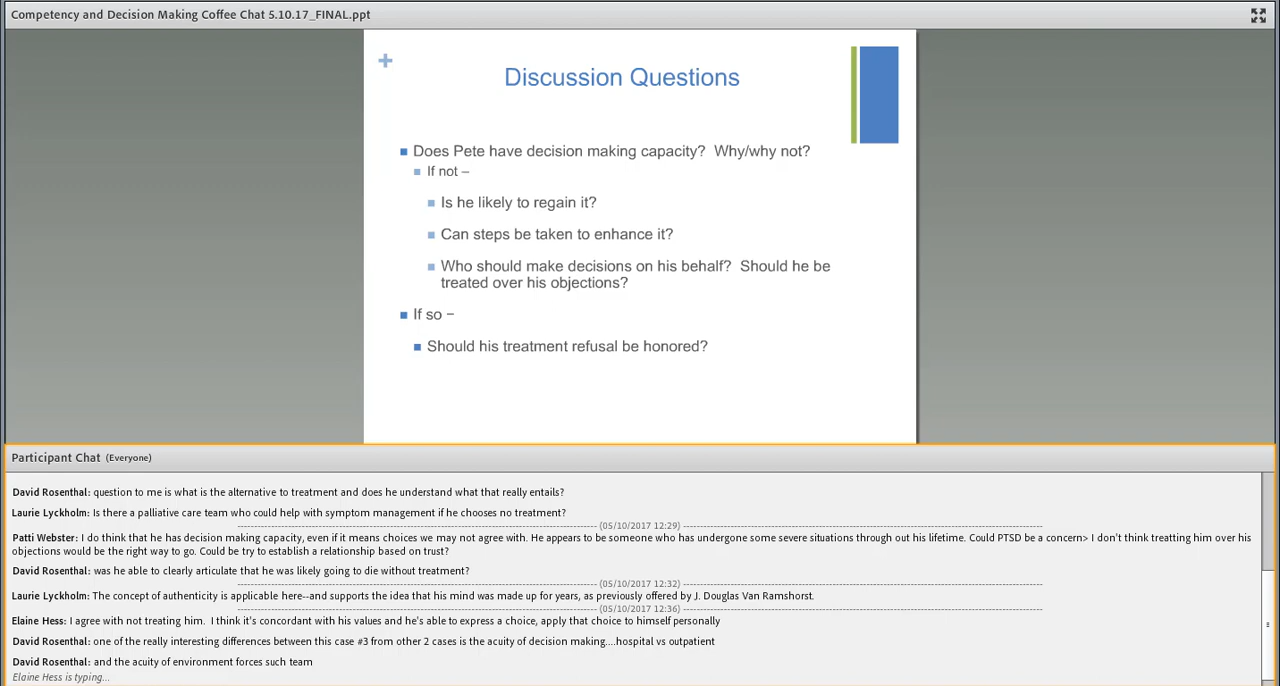 Competency and Decision Making Coffee Chat 5.10.17_FINAL.ppt
Discussion Questions
Does Pete have decision making capacity?  Why/why not?
If not –
Is he likely to regain it?
Can steps be taken to enhance it?
Who should make decisions on his behalf?  Should he be
treated over his objections?
If so –
Should his treatment refusal be honored?
Participant Chat (Everyone)
David Rosenthal: question to me is what is the alternative to treatment and does he understand what that really entails?
Laurie Lyckholm: Is there a palliative care team who could help with symptom management if he chooses no treatment?
(05/10/2017 12:29)
Patti Webster: I do think that he has decision making capacity, even if it means choices we may not agree with. He appears to be someone who has undergone some severe situations through out his lifetime. Could PTSD be a concern> I don't think treatting him over his
objections would be the right way to go. Could be try to establish a relationship based on trust?
David Rosenthal: was he able to clearly articulate that he was likely going to die without treatment?
(05/10/2017 12:32)
Laurie Lyckholm: The concept of authenticity is applicable here--and supports the idea that his mind was made up for years, as previously offered by J. Douglas Van Ramshorst.
(05/10/2017 12:36)
Elaine Hess: I agree with not treating him.  I think it's concordant with his values and he's able to express a choice, apply that choice to himself personally
David Rosenthal: one of the really interesting differences between this case #3 from other 2 cases is the acuity of decision making....hospital vs outpatient
David Rosenthal: and the acuity of environment forces such team
Elaine Hess is typing...